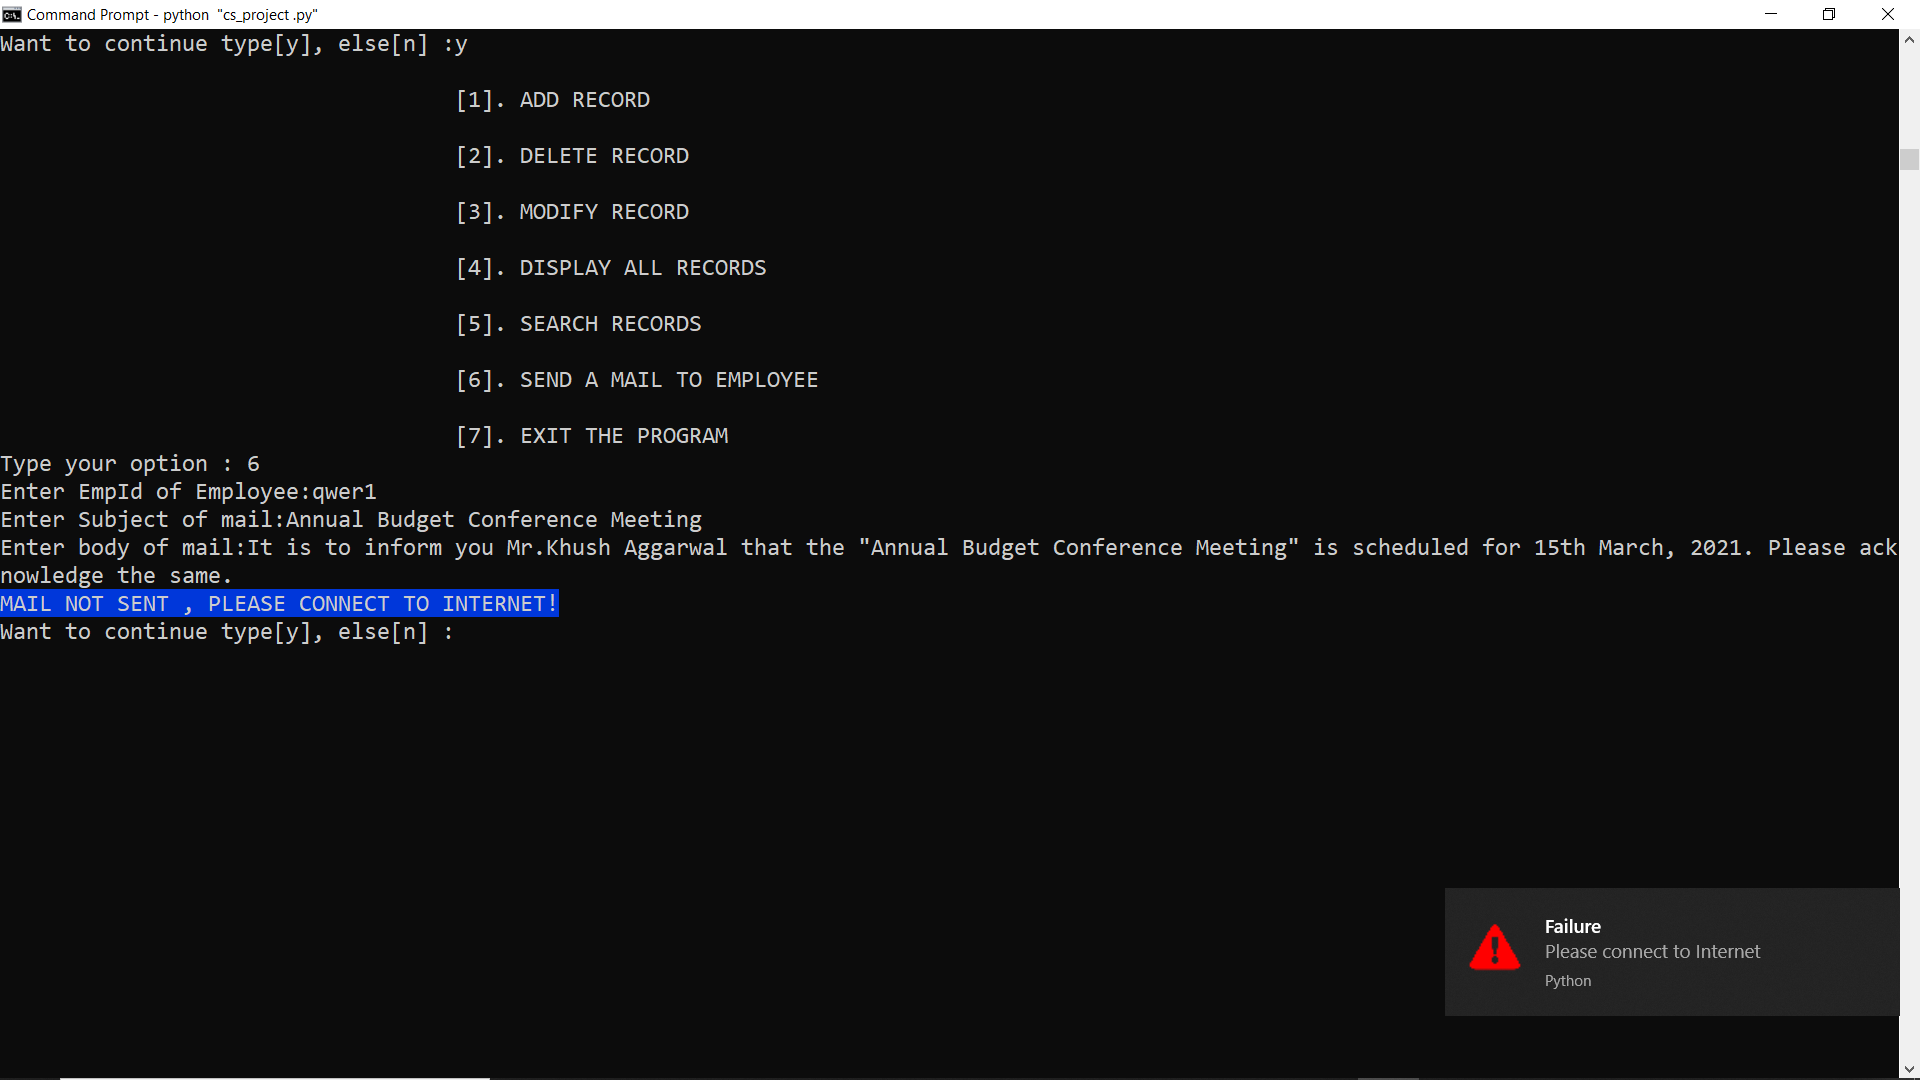 Command Prompt - python  "cs_project .py"
Want to continue type[y], else[n] :y
[1]. ADD RECORD
[2]. DELETE RECORD
[3]. MODIFY RECORD
[4]. DISPLAY ALL RECORDS
[5]. SEARCH RECORDS
[6]. SEND A MAIL TO EMPLOYEE
[7]. EXIT THE PROGRAM
Type your option : 6
Enter EmpId of Employee:qwer1
Enter Subject of mail:Annual Budget Conference Meeting
Enter body of mail:It is to inform you Mr.Khush Aggarwal that the "Annual Budget Conference Meeting" is scheduled for 15th March, 2021. Please ack
nowledge the same.
MAIL NOT SENT , PLEASE CONNECT TO INTERNET!
Want to continue type[y], else[n] :
Failure
Please connect to Internet
Python